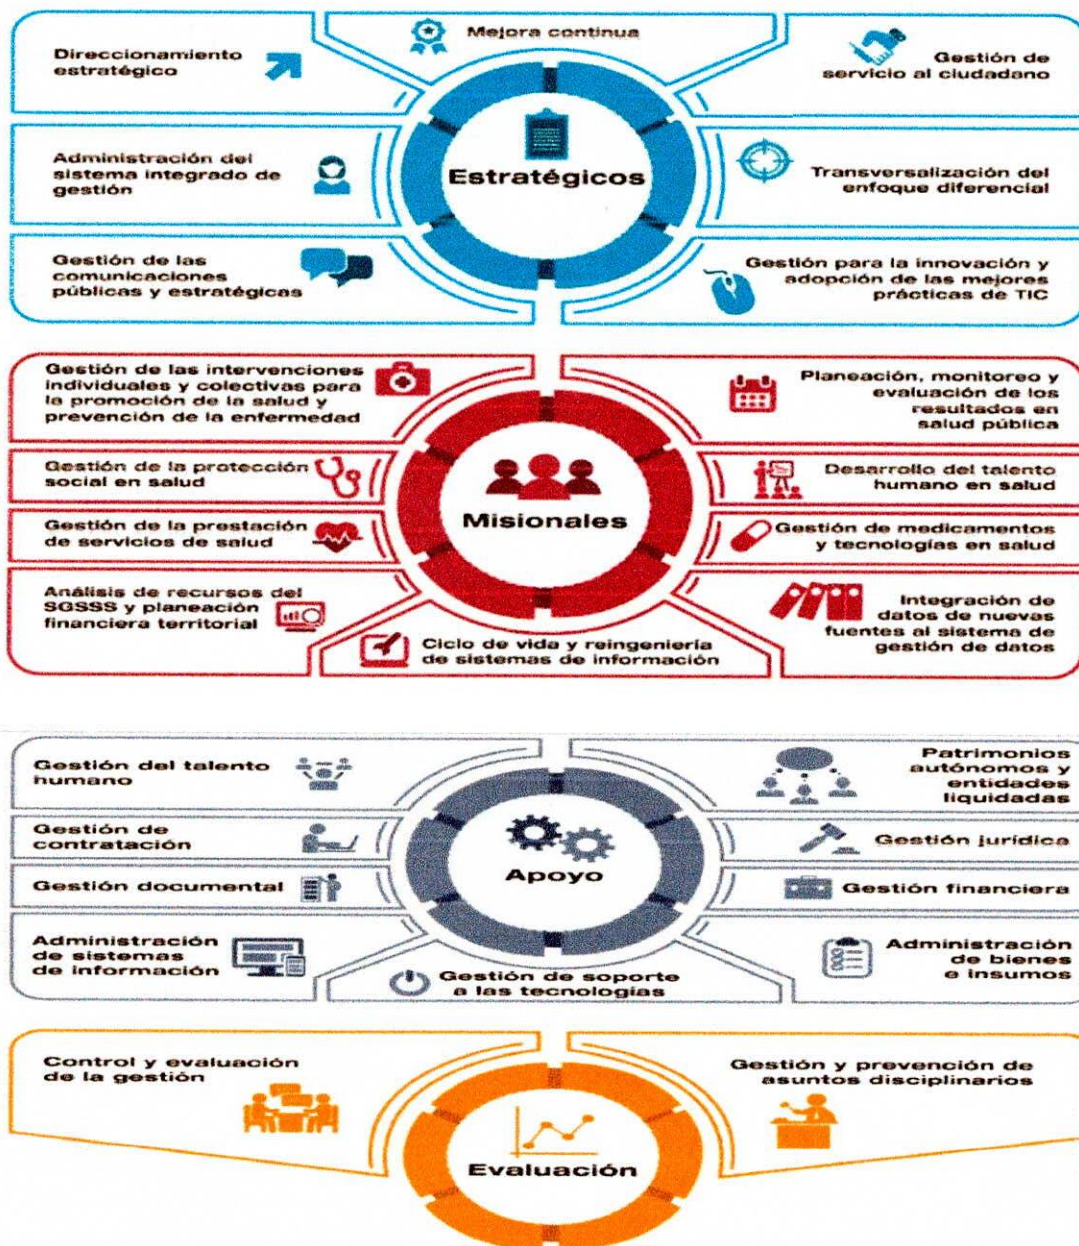 Mejora continua
Direccionamiento
estratégico
Gestión de
servicio al ciudadano
Administración del
sistema integrado de
gestión
Estratégicos
Transversalización del
enfoque diferencial
Gestión de las
comunicaciones
públicas y estratégicas
Gestión para la innovación y
adopción de las mejores
prácticas de TIC
Gestión de las intervenciones
individuales y colectivas para
la promoción de la salud y
prevención de la enfermedad
Planeación, monitoreo y
evaluación de los
resultados en
salud pública
Gestión de la protección
social en salud
Desarrollo del talento
humano en salud
Misionales
Gestión de la prestación
de servicios de salud
Gestión de medicamentos
y tecnologías en salud
Análisis de recursos del
SGSSS y planeación
financiera territorial
Integración de
datos de nuevas
fuentes al sistema de
gestión de datos
Ciclo de vida y reingeniería
de sistemas de información
Gestión del talento
humano
Patrimonios
autónomos y
entidades
liquidadas
Gestión de
contratación
Gestión jurídica
Apoyo
Gestión documental
Gestión financiera
Administración
de sistemas
de información
Administración
de bienes
e insumos
Gestión de soporte
a las tecnologías
Control y evaluación
de la gestión
Gestión y prevención de
asuntos disciplinarios
Evaluación